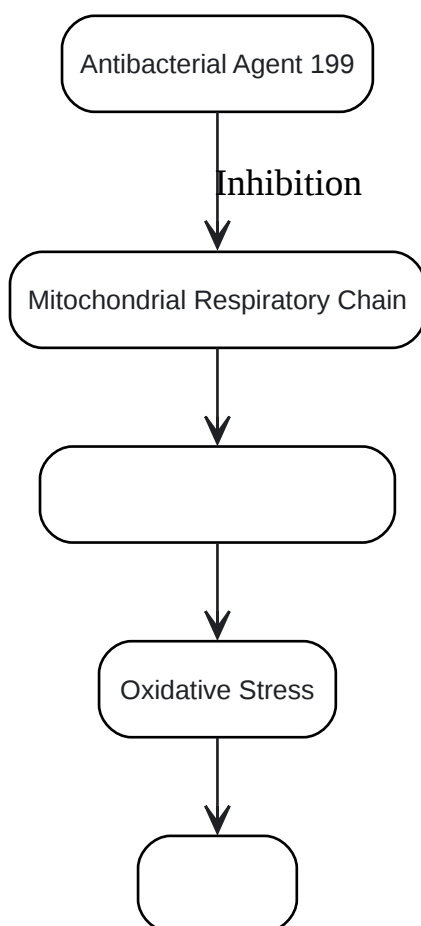 Antibacterial Agent 199
Inhibition
Mitochondrial Respiratory Chain
Oxidative Stress